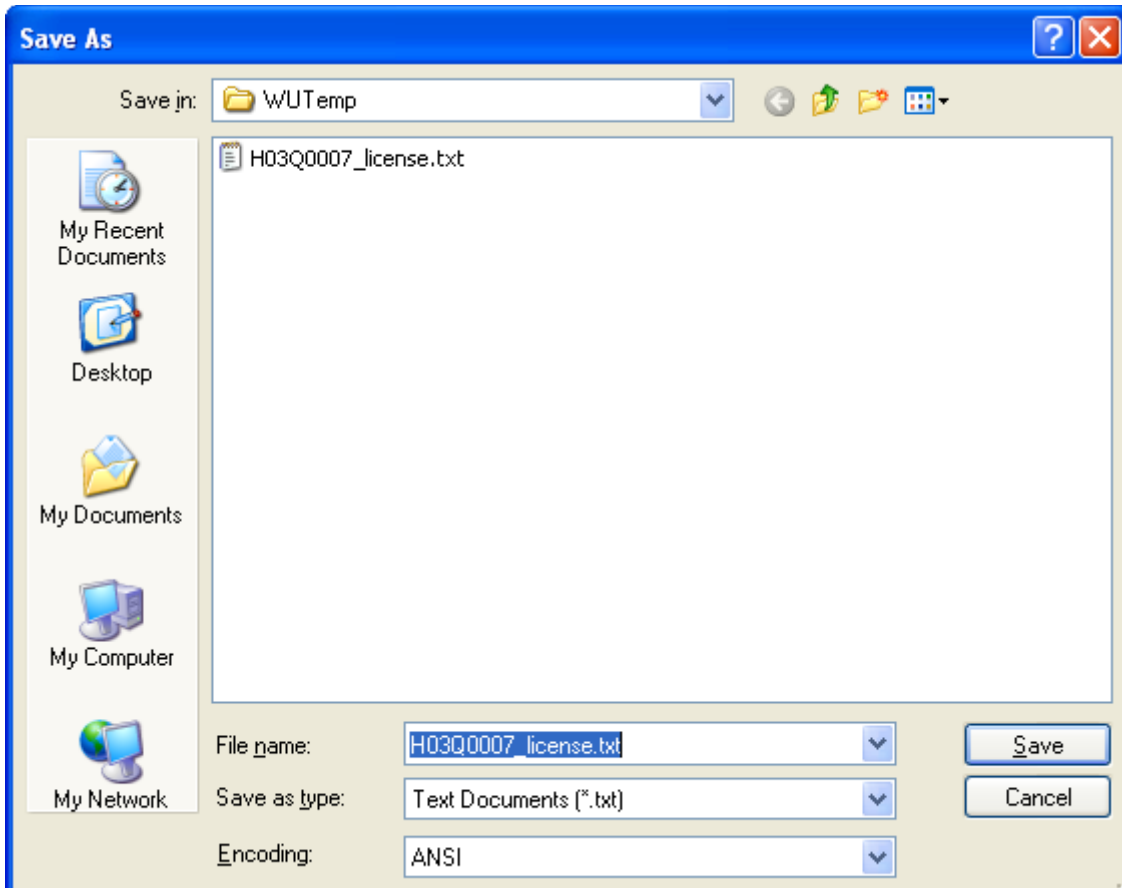 Save As
Save in:
WUTemp
H03Q0007_license.txt
My Recent
Documents
Desktop
My Documents
My Computer
My Network
File name:
H03Q0007_license.txt
Save
Save as type:
Text Documents (*.txt)
Cancel
Encoding:
ANSI